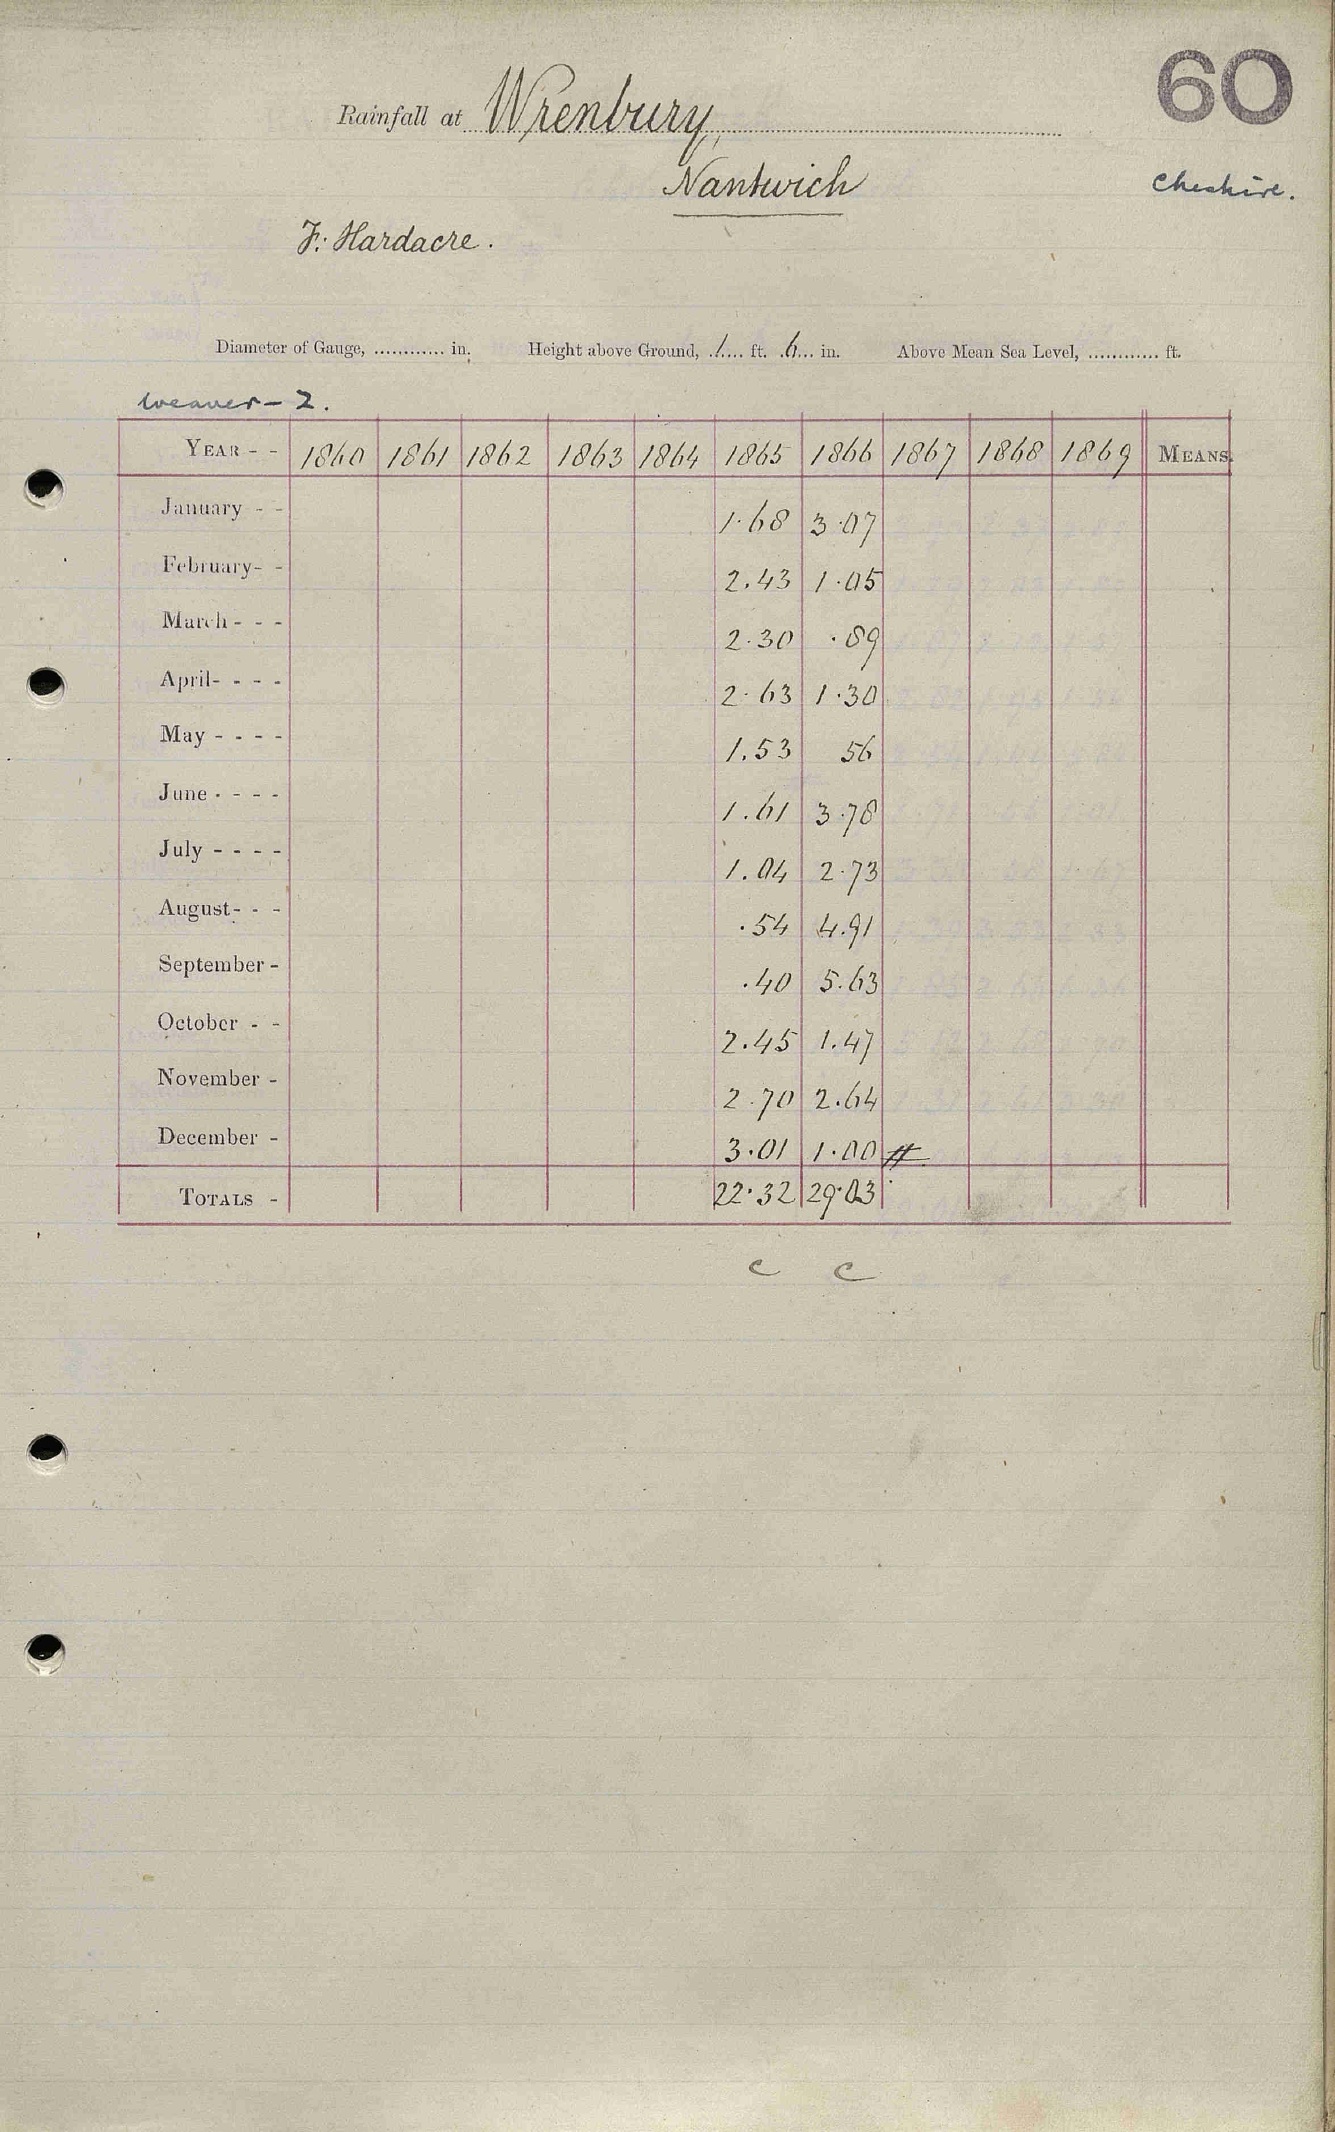 60
Rainfall at Wrenbury,
Nantwich
Cheshire.
F. Hardacre.
Diameter of Gauge, ............ in. Height above Ground, 1 ft. 6 in. Above Mean Sea Level, ............ ft.
Weaver - 2.
YEAR - - 1860 1861 1862 1863 1864 1865 1866 1867 1868 1869 MEANS.
January - - 1.68 3.07
February - - 2.43 1.05
March - - - 2.30 .89
April - - - - 2.63 1.30
May - - - - 1.53 56
June - - - - 1.61 3.78
July - - - - 1.04 2.73
August - - - .54 4.91
September - .40 5.63
October - - 2.45 1.47
November - 2.70 2.64
December - 3.01 1.00 #
TOTALS - 22.32 29.03
c c